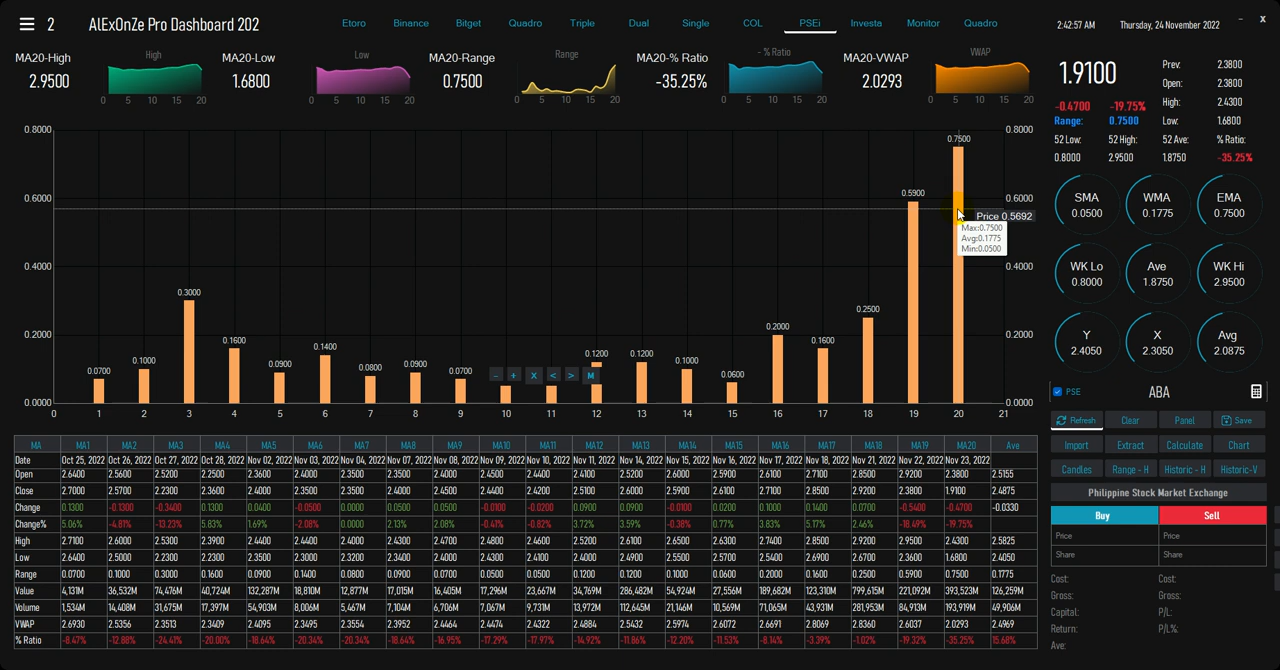 2 AlExOnZe Pro Dashboard 202
Etoro Binance Bitget Quadro Triple Dual Single COL PSEi Investa Monitor Quadro
2:42:57 AM Thursday, 24 November 2022 – X
MA20-High 2.9500
High
0 5 10 15 20
MA20-Low 1.6800
Low
0 5 10 15 20
MA20-Range 0.7500
Range
0 5 10 15 20
MA20-% Ratio -35.25%
- % Ratio
0 5 10 15 20
MA20-VWAP 2.0293
VWAP
0 5 10 15 20
1.9100
-0.4700 -19.75%
Range: 0.7500
Prev: 2.3800
Open: 2.3800
High: 2.4300
Low: 1.6800
52 Low: 52 High: 52 Ave: % Ratio:
0.8000 2.9500 1.8750 -35.25%
SMA 0.0500
WMA 0.1775
EMA 0.7500
WK Lo 0.8000
Ave 1.8750
WK Hi 2.9500
Y 2.4050
X 2.3050
Avg 2.0875
0.8000
0.6000
0.4000
0.2000
0.0000
0.0700 0.1000 0.3000 0.1600 0.0900 0.1400 0.0800 0.0900 0.0700 0.1200 0.1200 0.1000 0.0600 0.2000 0.1600 0.2500 0.5900 0.7500
– + X < > M
Price 0.5692
Max:0.7500
Avg:0.1775
Min:0.0500
0.8000
0.6000
0.4000
0.2000
0.0000
0 1 2 3 4 5 6 7 8 9 10 11 12 13 14 15 16 17 18 19 20 21
PSE ABA
Refresh Clear Panel Save
Import Extract Calculate Chart
Candles Range - H Historic - H Historic-V
Philippine Stock Market Exchange
Buy Sell
Price Price
Share Share
Cost: Cost:
Gross: Gross:
Capital: P/L:
Return: P/L%:
Ave:
MA MA1 MA2 MA3 MA4 MA5 MA6 MA7 MA8 MA9 MA10 MA11 MA12 MA13 MA14 MA15 MA16 MA17 MA18 MA19 MA20 Ave
Date Oct 25, 2022 Oct 26, 2022 Oct 27, 2022 Oct 28, 2022 Nov 02, 2022 Nov 03, 2022 Nov 04, 2022 Nov 07, 2022 Nov 08, 2022 Nov 09, 2022 Nov 10, 2022 Nov 11, 2022 Nov 14, 2022 Nov 15, 2022 Nov 16, 2022 Nov 17, 2022 Nov 18, 2022 Nov 21, 2022 Nov 22, 2022 Nov 23, 2022
Open 2.6400 2.5600 2.5200 2.2500 2.3600 2.4000 2.3500 2.3500 2.4000 2.4500 2.4400 2.4100 2.5200 2.6000 2.5900 2.6100 2.7100 2.8500 2.9200 2.3800 2.5155
Close 2.7000 2.5700 2.2300 2.3600 2.4000 2.3500 2.3500 2.4000 2.4500 2.4400 2.4200 2.5100 2.6000 2.5900 2.6100 2.7100 2.8500 2.9200 2.3800 1.9100 2.4875
Change 0.1300 -0.1300 -0.3400 0.1300 0.0400 -0.0500 0.0000 0.0500 0.0500 -0.0100 -0.0200 0.0900 0.0900 -0.0100 0.0200 0.1000 0.1400 0.0700 -0.5400 -0.4700 -0.0330
Change% 5.06% -4.81% -13.23% 5.83% 1.69% -2.08% 0.0000 2.13% 2.08% -0.41% -0.82% 3.72% 3.59% -0.38% 0.77% 3.83% 5.17% 2.46% -18.49% -19.75%
High 2.7100 2.6000 2.5300 2.3900 2.4400 2.4400 2.4000 2.4300 2.4700 2.4800 2.4600 2.5200 2.6100 2.6500 2.6300 2.7400 2.8500 2.9200 2.9500 2.4300 2.5825
Low 2.6400 2.5000 2.2300 2.2300 2.3500 2.3000 2.3200 2.3400 2.4000 2.4300 2.4100 2.4000 2.4900 2.5500 2.5700 2.5400 2.6900 2.6700 2.3600 1.6800 2.4050
Range 0.0700 0.1000 0.3000 0.1600 0.0900 0.1400 0.0800 0.0900 0.0700 0.0500 0.0500 0.1200 0.1200 0.1000 0.0600 0.2000 0.1600 0.2500 0.5900 0.7500 0.1775
Value 4,131M 36,532M 74,476M 40,724M 132,287M 18,810M 12,877M 17,015M 16,405M 17,296M 23,667M 34,769M 286,482M 54,924M 27,556M 189,682M 123,310M 799,615M 221,092M 393,523M 126,259M
Volume 1,534M 14,408M 31,675M 17,397M 54,903M 8,006M 5,467M 7,104M 6,706M 7,067M 9,731M 13,972M 112,645M 21,146M 10,569M 71,065M 43,931M 281,953M 84,913M 193,919M 49,906M
VWAP 2.6930 2.5356 2.3513 2.3409 2.4095 2.3495 2.3554 2.3952 2.4464 2.4474 2.4322 2.4884 2.5432 2.5974 2.6072 2.6691 2.8069 2.8360 2.6037 2.0293 2.4969
% Ratio -8.47% -12.88% -24.41% -20.00% -18.64% -20.34% -20.34% -18.64% -16.95% -17.29% -17.97% -14.92% -11.86% -12.20% -11.53% -8.14% -3.39% -1.02% -19.32% -35.25% 15.68%